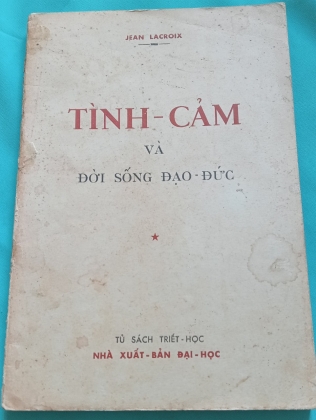 JEAN LACROIX
TÌNH-CẢM
VÀ
ĐỜI SỐNG ĐẠO-ĐỨC
TỦ SÁCH TRIẾT-HỌC
NHÀ XUẤT-BẢN ĐẠI-HỌC